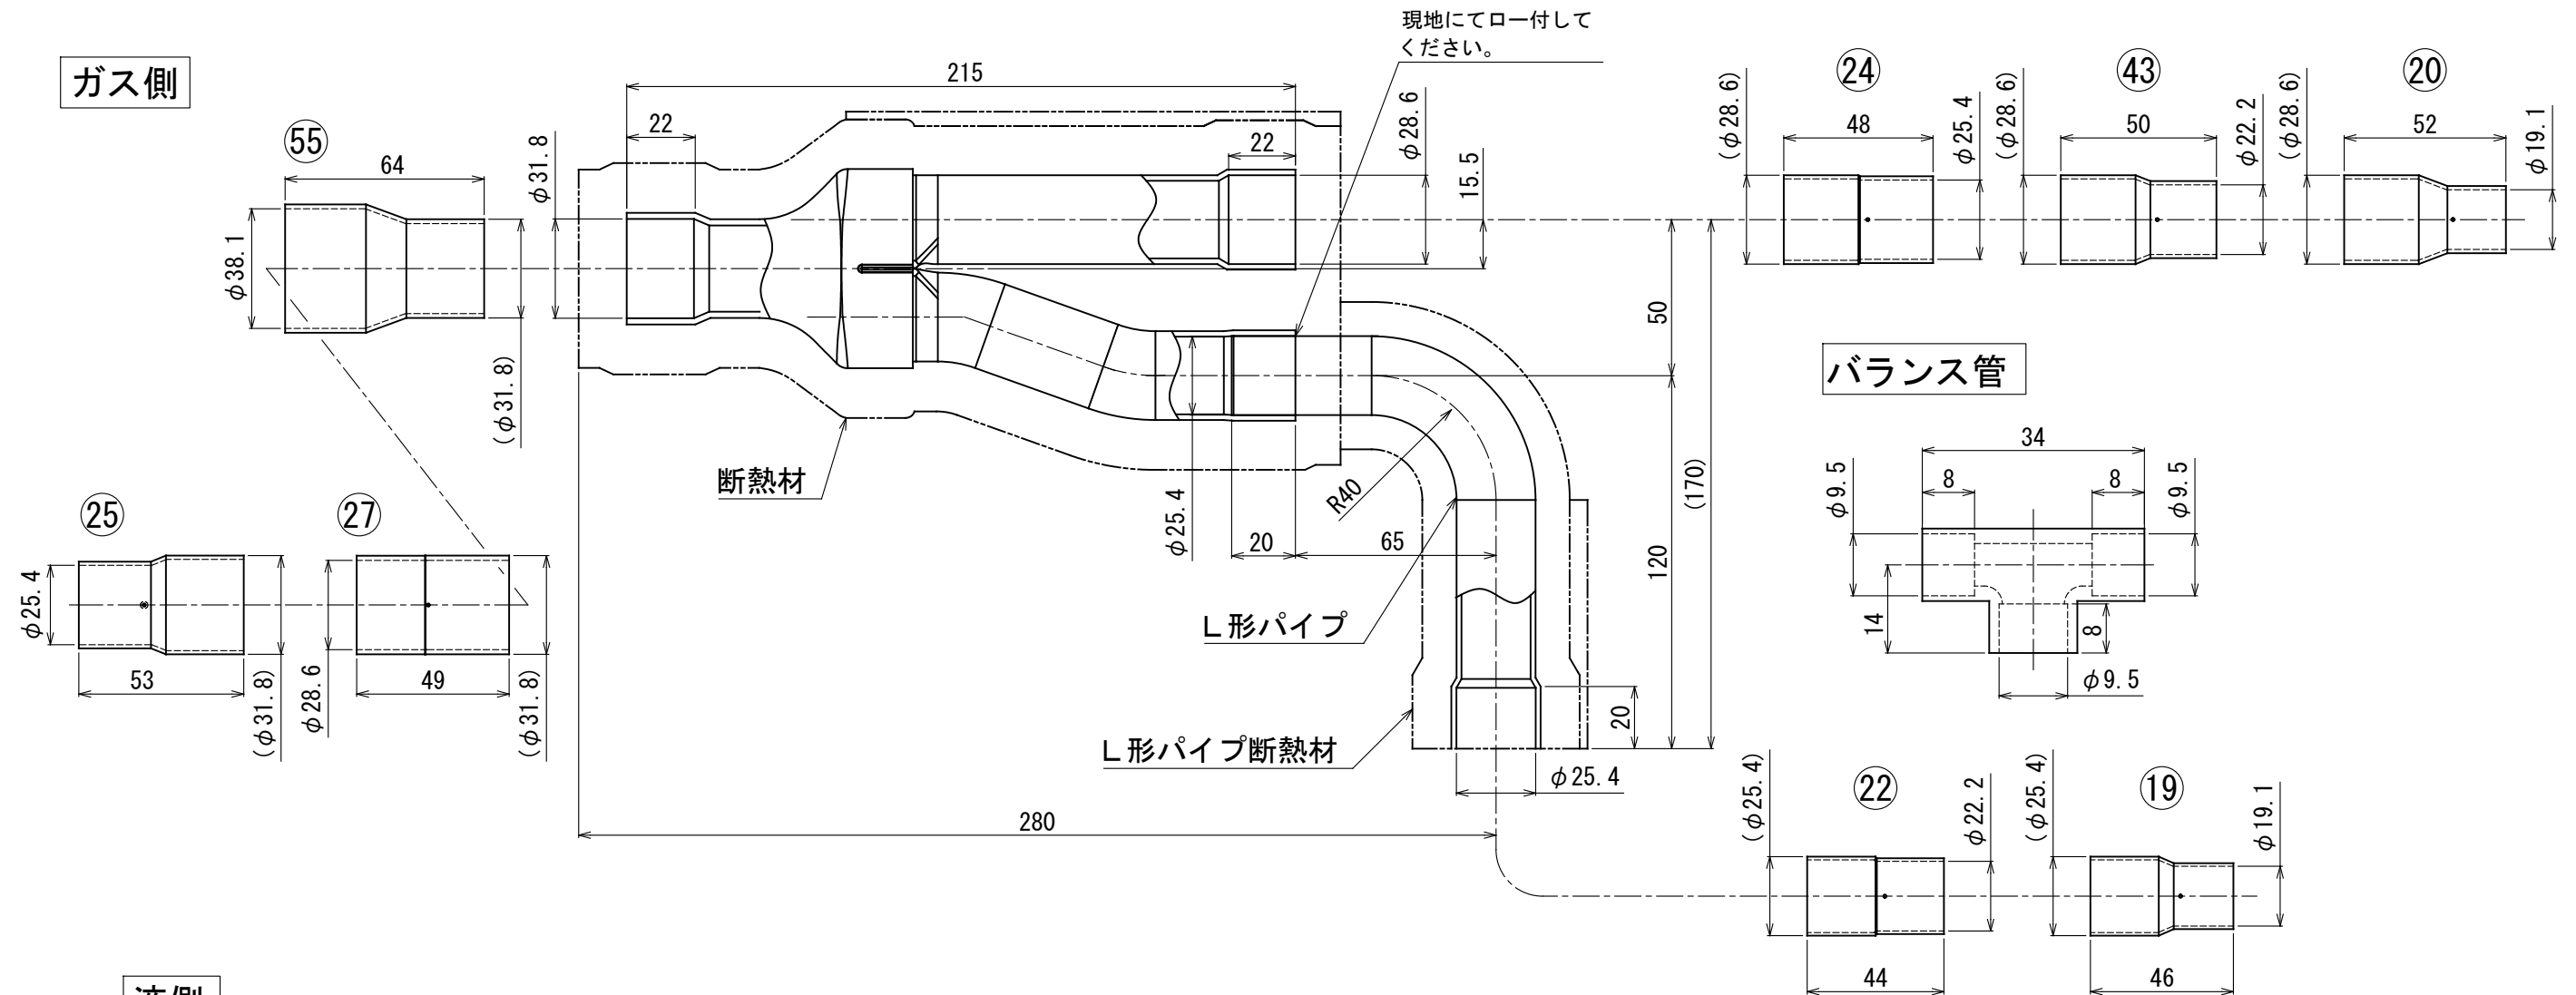 現地にてロー付して
ください。
ガス側
215
22
φ31.8
22
φ28.6
15.5
55
64
φ38.1
(φ31.8)
24
(φ28.6)
48
φ25.4
43
(φ28.6)
50
φ22.2
20
(φ28.6)
52
φ19.1
50
(170)
120
断熱材
φ25.4
20
65
R40
L形パイプ
L形パイプ断熱材
20
φ25.4
280
25
φ25.4
53
(φ31.8)
27
φ28.6
49
(φ31.8)
バランス管
34
φ9.5
8
8
φ9.5
14
8
φ9.5
22
(φ25.4)
φ22.2
44
19
(φ25.4)
φ19.1
46
液側